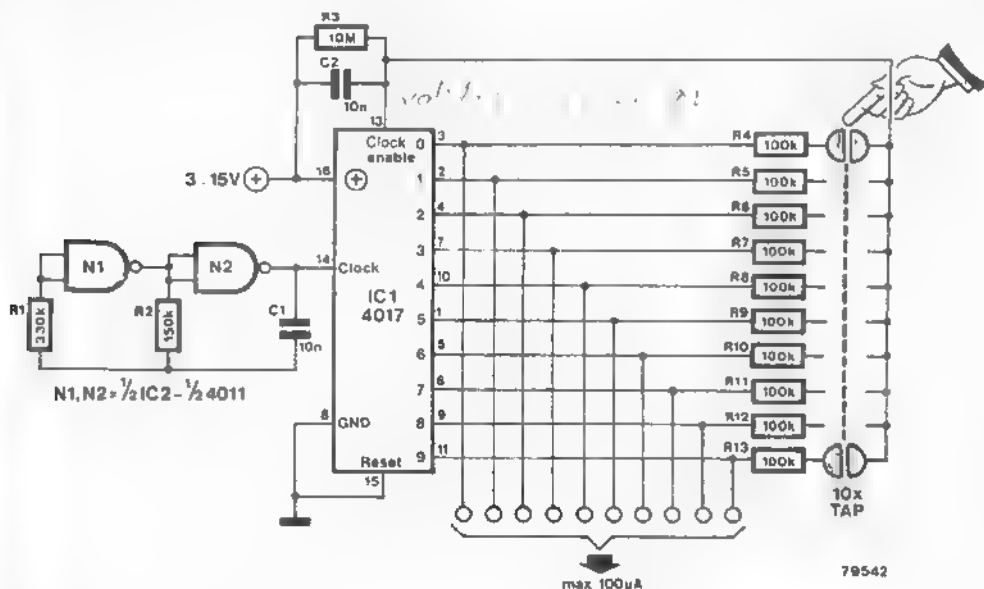 R3
10M
C2
10n
13
Clock enable
3 . 15V
16
0 3 R4 100k
1 2 R5 100k
2 4 R6 100k
3 7 R7 100k
4 10 R8 100k
5 1 R9 100k
6 5 R10 100k
7 6 R11 100k
8 9 R12 100k
9 11 R13 100k
N1
N2
14 Clock
IC1
4017
R1 330k
R2 150k
C1
10n
N1, N2 = ½ IC2 - ½ 4011
8 GND
Reset
15
10x
TAP
max 100uA
79542